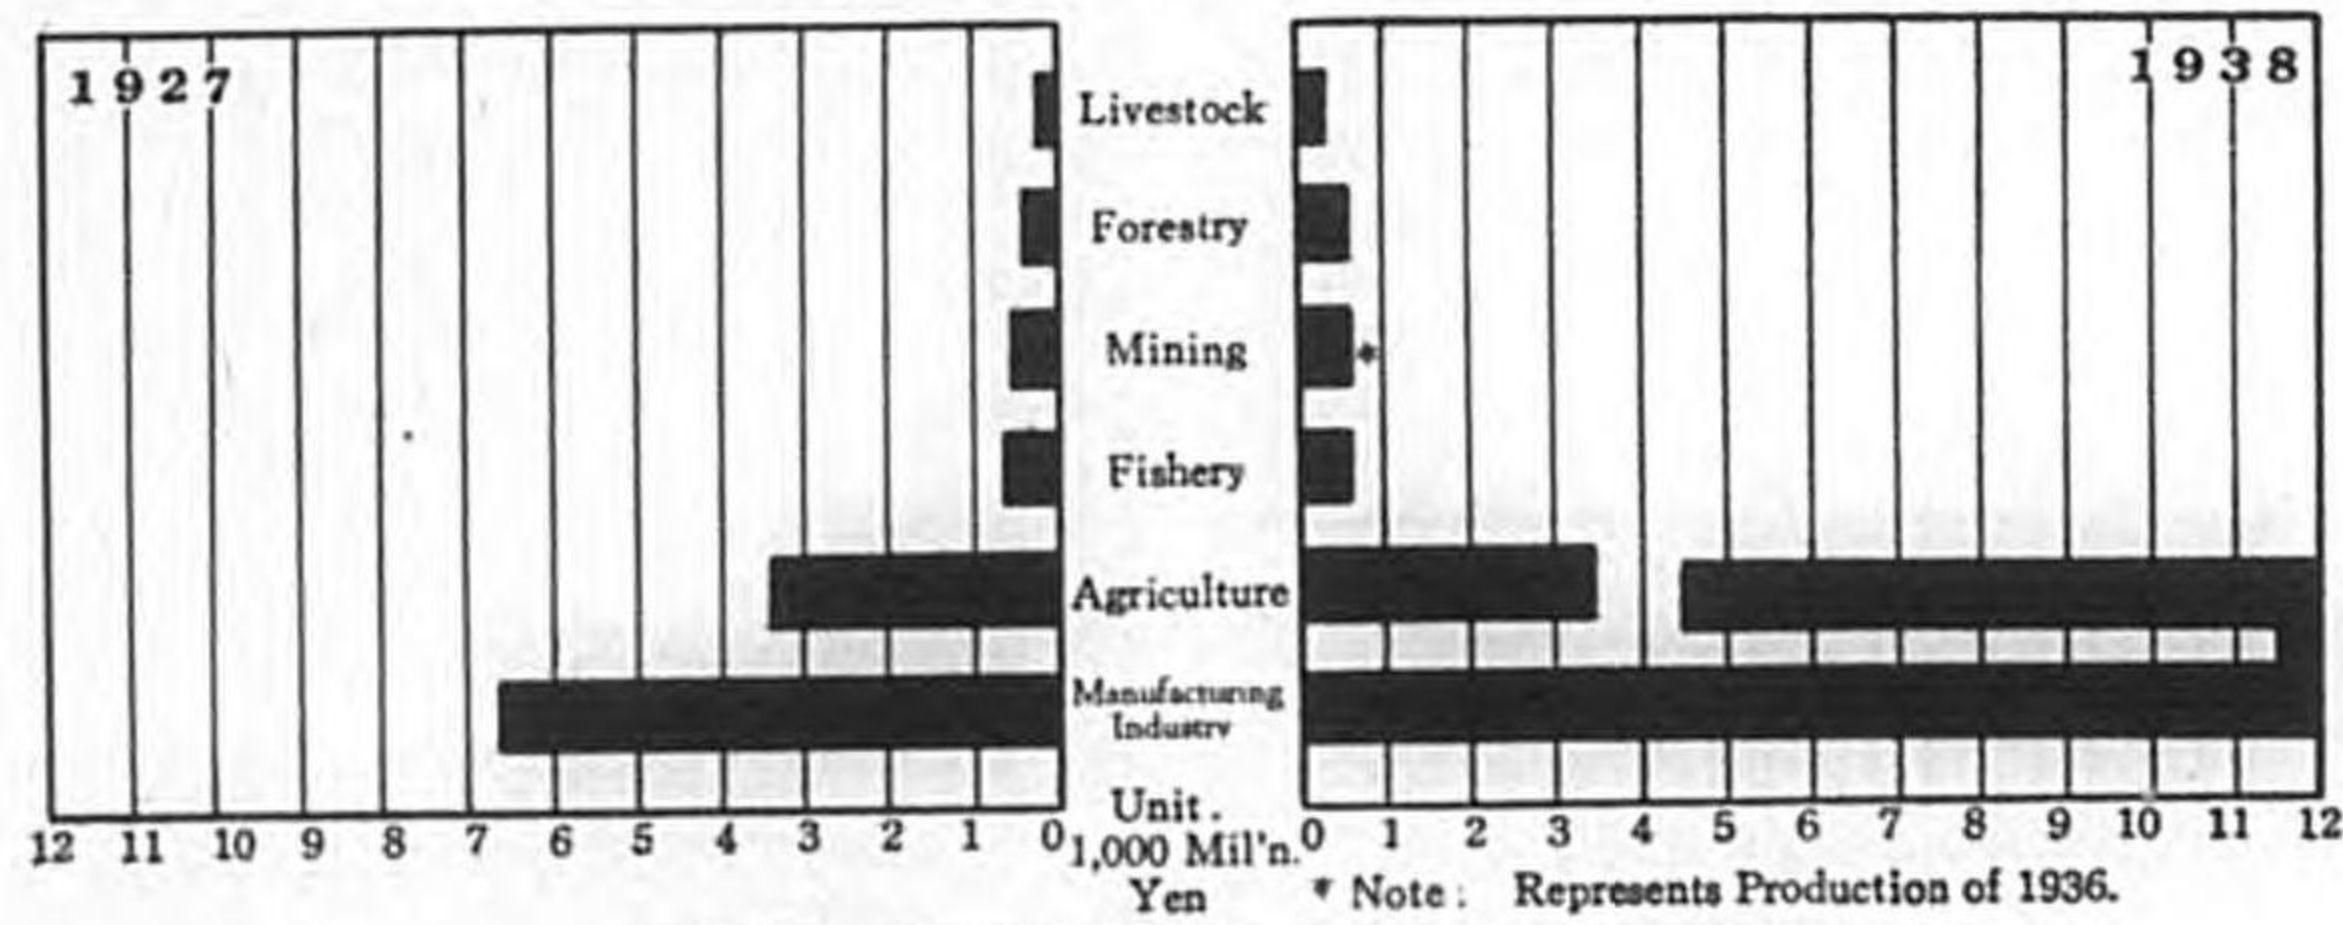 1927
1938
Livestock
Forestry
Mining
*
Fishery
Agriculture
Manufacturing
Industry
12 11 10 9 8 7 6 5 4 3 2 1 0
Unit.
1,000 Mil'n.
Yen
0 1 2 3 4 5 6 7 8 9 10 11 12
* Note: Represents Production of 1936.